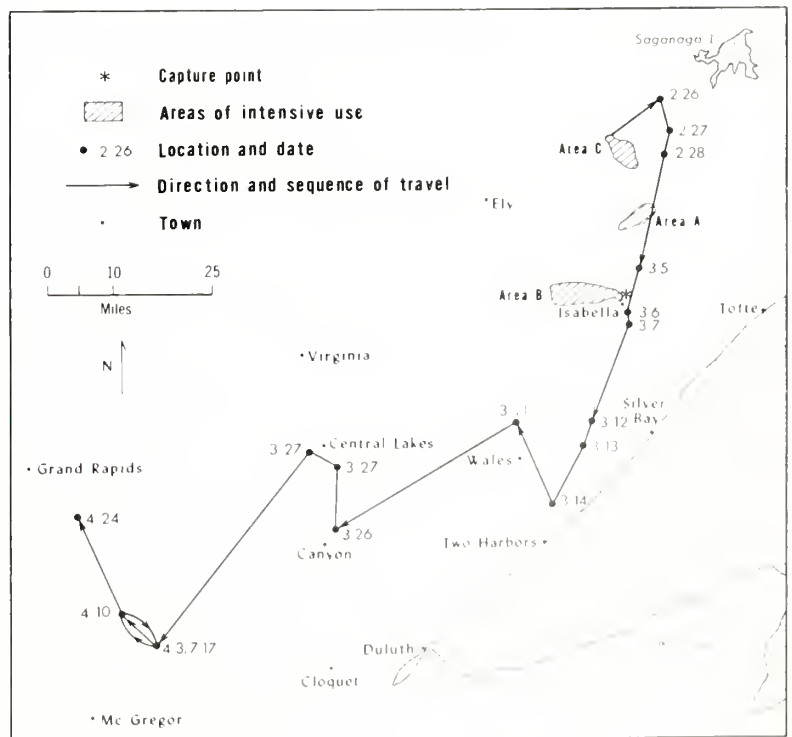 Saganaga L
* Capture point
Areas of intensive use
2 26 Location and date
Direction and sequence of travel
Town
0 10 25
Miles
N
2 26
2 27
2 28
Area C
Ely
Area A
3.5
Area B
Isabella
3 6
3 7
Tofte
Virginia
Silver
Bay
3 12
3 13
3 14
Wales
Central Lakes
3 27
3 27
Grand Rapids
4 24
3 26
Canyon
Two Harbors
4 10
4 3, 7 17
Duluth
Cloquet
Mc Gregor